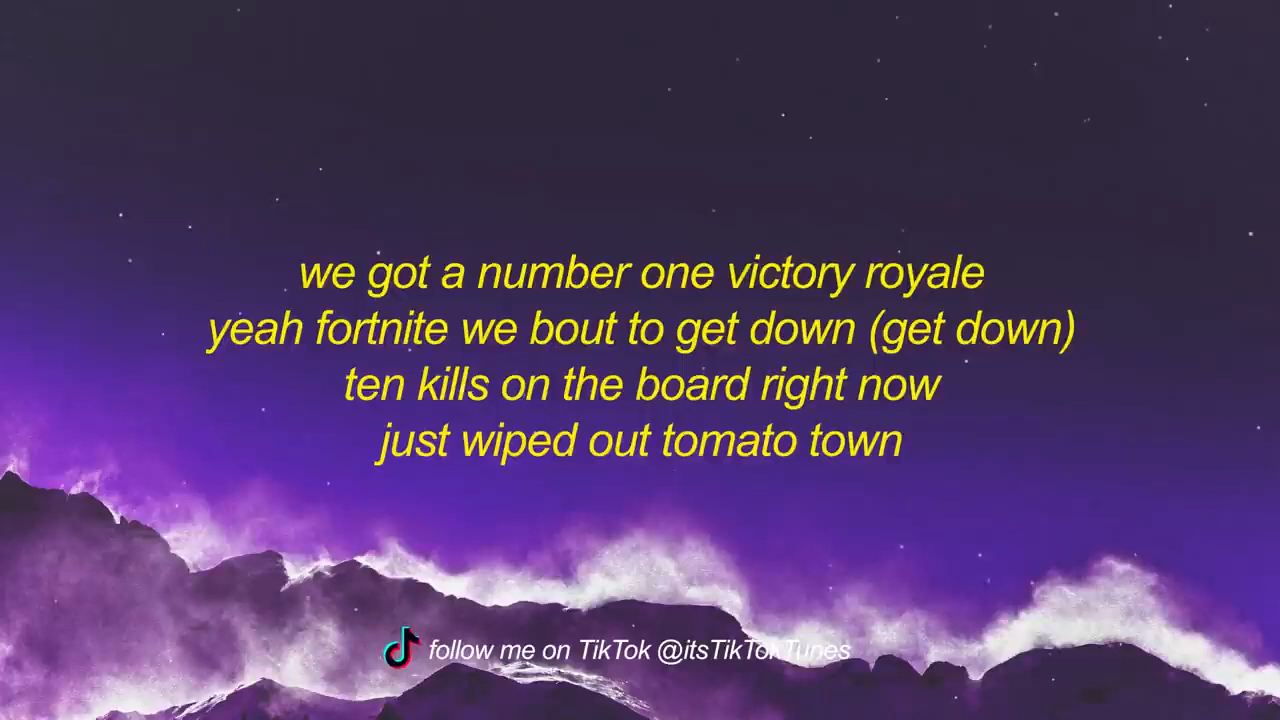 we got a number one victory royale
yeah fortnite we bout to get down (get down)
ten kills on the board right now
just wiped out tomato town
follow me on TikTok @itsTikTokTunes